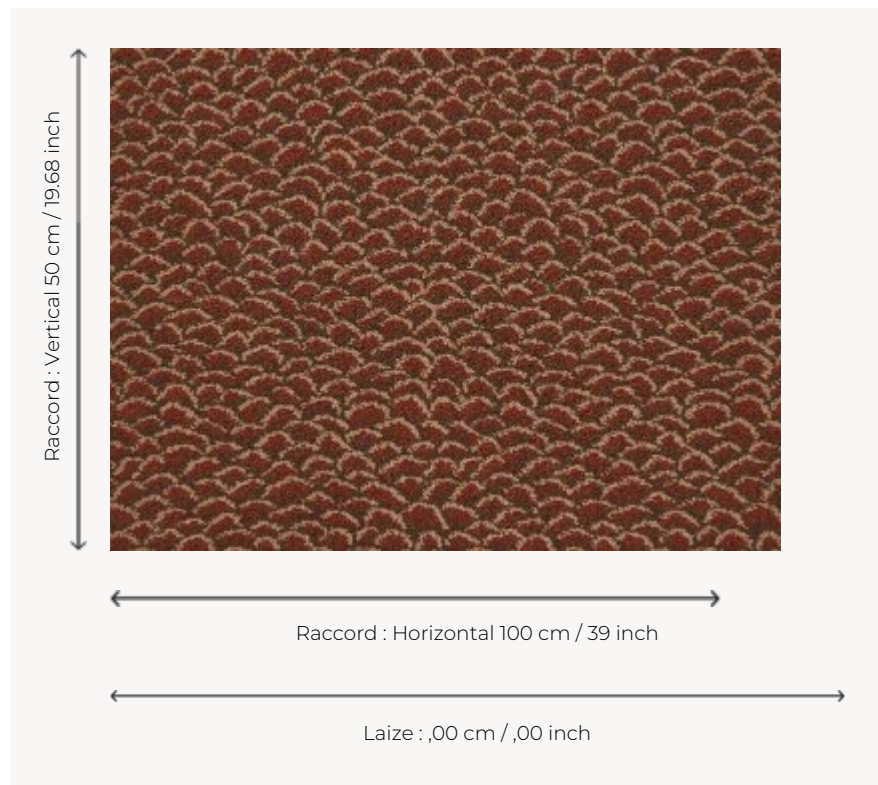 Raccord : Vertical 50 cm / 19.68 inch
Raccord : Horizontal 100 cm / 39 inch
Laize : ,00 cm / ,00 inch